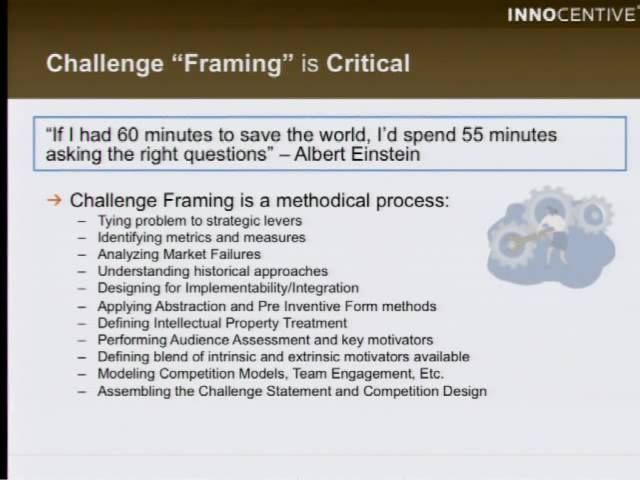 INNOCENTIVE
Challenge “Framing” is Critical
“If I had 60 minutes to save the world, I’d spend 55 minutes
asking the right questions” – Albert Einstein
→ Challenge Framing is a methodical process:
– Tying problem to strategic levers
– Identifying metrics and measures
– Analyzing Market Failures
– Understanding historical approaches
– Designing for Implementability/Integration
– Applying Abstraction and Pre Inventive Form methods
– Defining Intellectual Property Treatment
– Performing Audience Assessment and key motivators
– Defining blend of intrinsic and extrinsic motivators available
– Modeling Competition Models, Team Engagement, Etc.
– Assembling the Challenge Statement and Competition Design